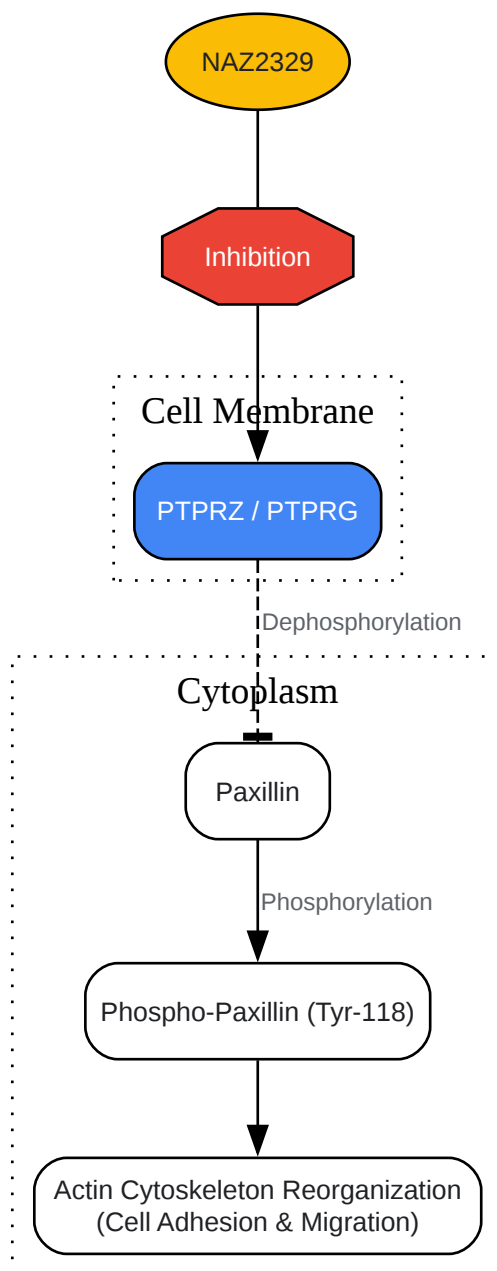 NAZ2329
Inhibition
Cell Membrane
PTPRZ / PTPRG
Dephosphorylation
Cytoplasm
Paxillin
Phosphorylation
Phospho-Paxillin (Tyr-118)
Actin Cytoskeleton Reorganization
(Cell Adhesion & Migration)